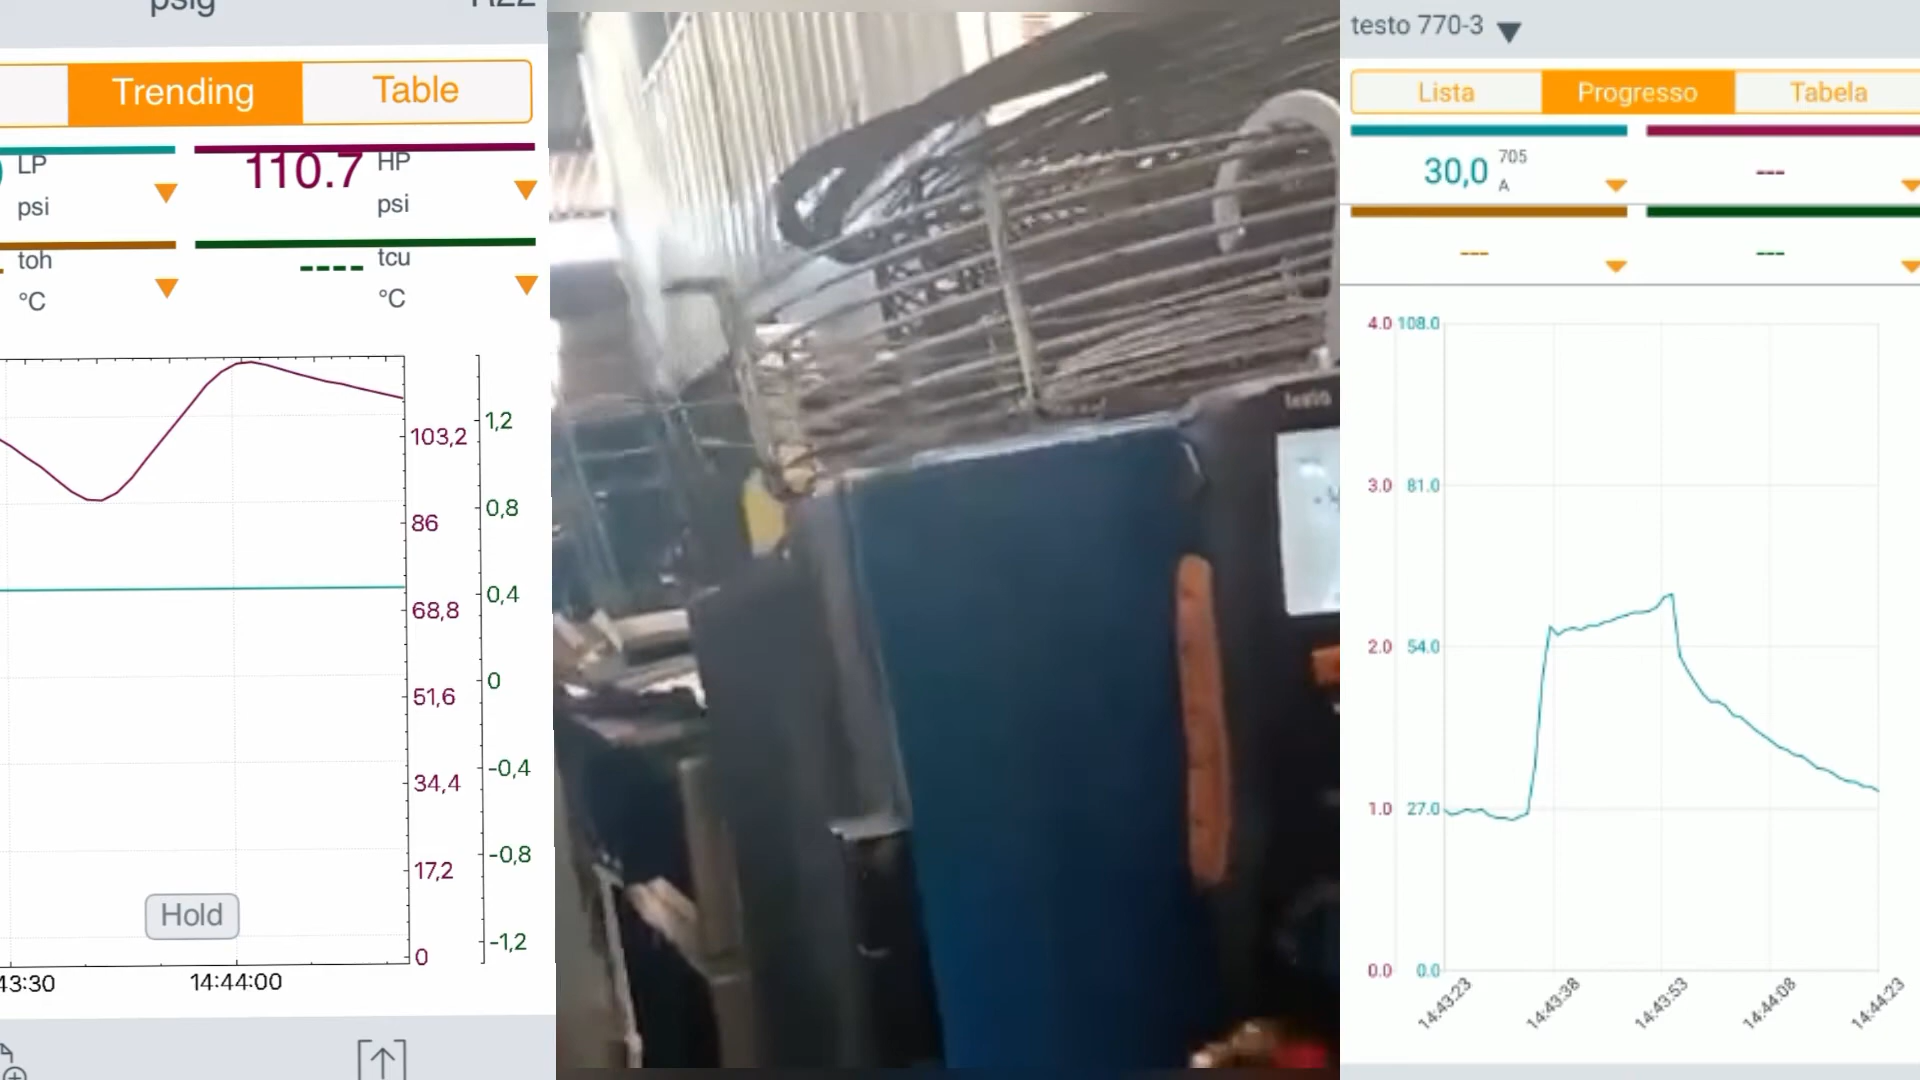 psig
R22
Trending Table
LP
psi
110.7 HP
psi
toh
°C
---- tcu
°C
103,2
86
68,8
51,6
34,4
17,2
0
1,2
0,8
0,4
0
-0,4
-0,8
-1,2
Hold
43:30 14:44:00
testo
testo 770-3
Lista Progresso Tabela
30,0 705
A
---
---
---
4.0 108.0
3.0 81.0
2.0 54.0
1.0 27.0
0.0 0.0
14:43:23 14:43:38 14:43:53 14:44:08 14:44:23